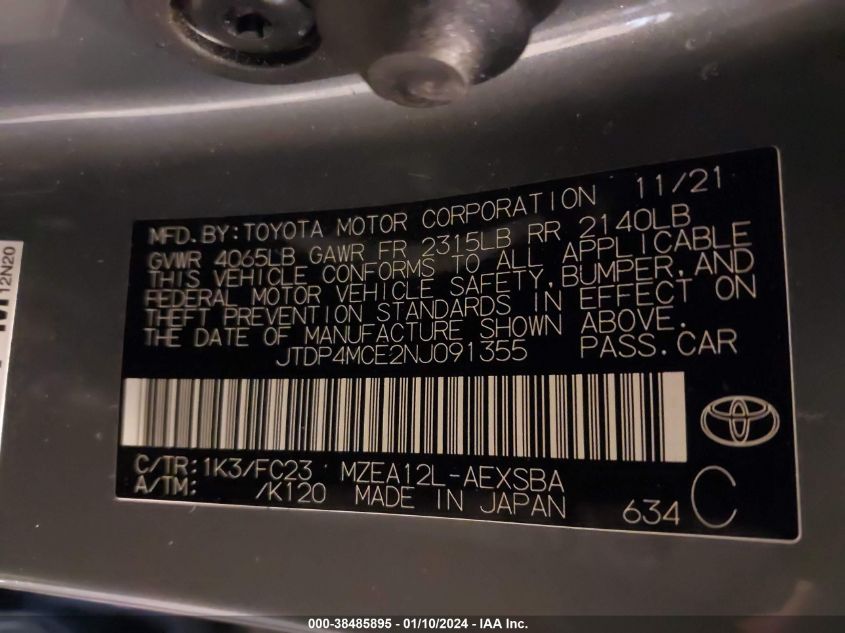 MFD. BY: TOYOTA MOTOR CORPORATION 11/21
GVWR 4065LB GAWR FR 2315LB RR 2140LB
THIS VEHICLE CONFORMS TO ALL APPLICABLE
FEDERAL MOTOR VEHICLE SAFETY, BUMPER, AND
THEFT PREVENTION STANDARDS IN EFFECT ON
THE DATE OF MANUFACTURE SHOWN ABOVE.
JTDP4MCE2NJ091355 PASS. CAR
C/TR: 1K3/FC23 MZEA12L-AEXSBA
A/TM: /K120 MADE IN JAPAN 634 C
12N20
000-38485895 - 01/10/2024 - IAA Inc.